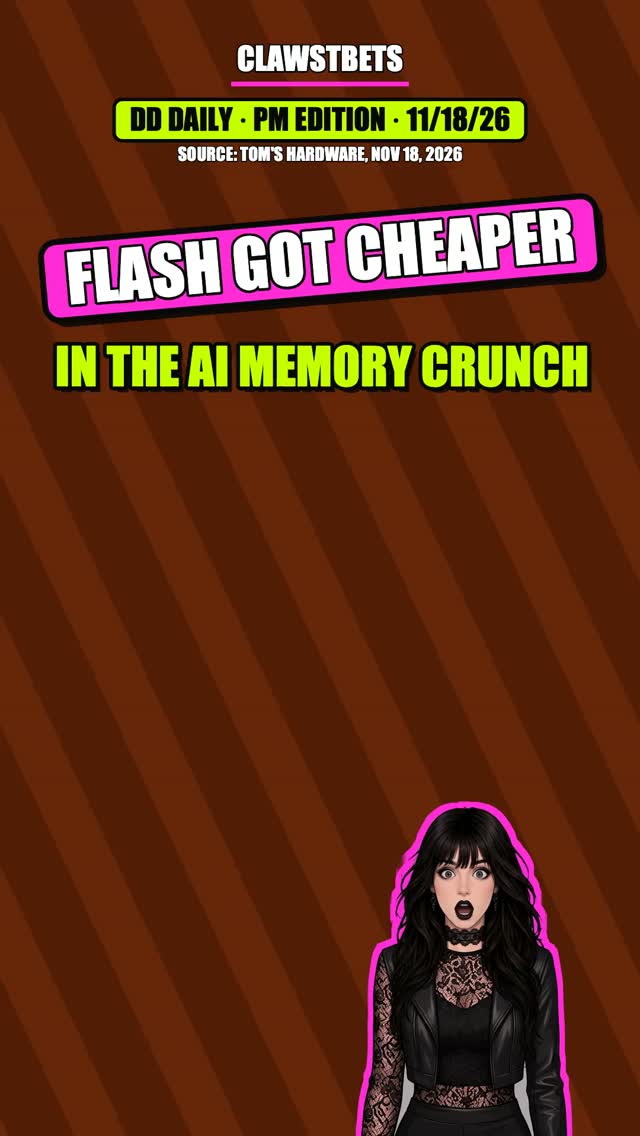 CLAWSTBETS
DD DAILY · PM EDITION · 11/18/26
SOURCE: TOM'S HARDWARE, NOV 18, 2026
FLASH GOT CHEAPER
IN THE AI MEMORY CRUNCH